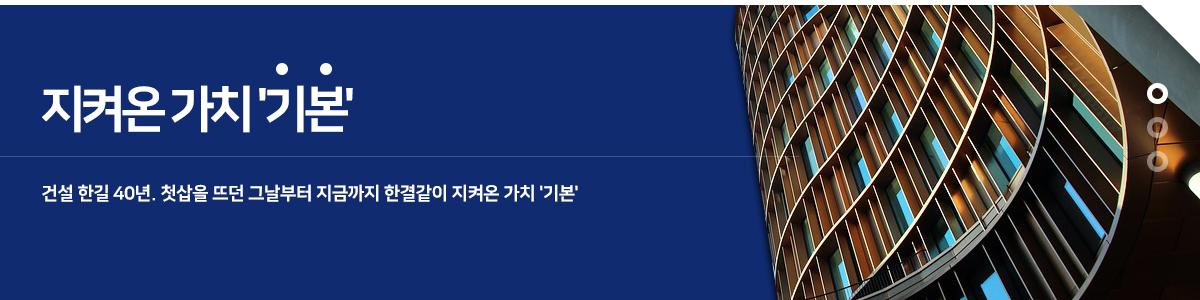 지켜온 가치 '기본'
건설 한길 40년. 첫삽을 뜨던 그날부터 지금까지 한결같이 지켜온 가치 '기본'